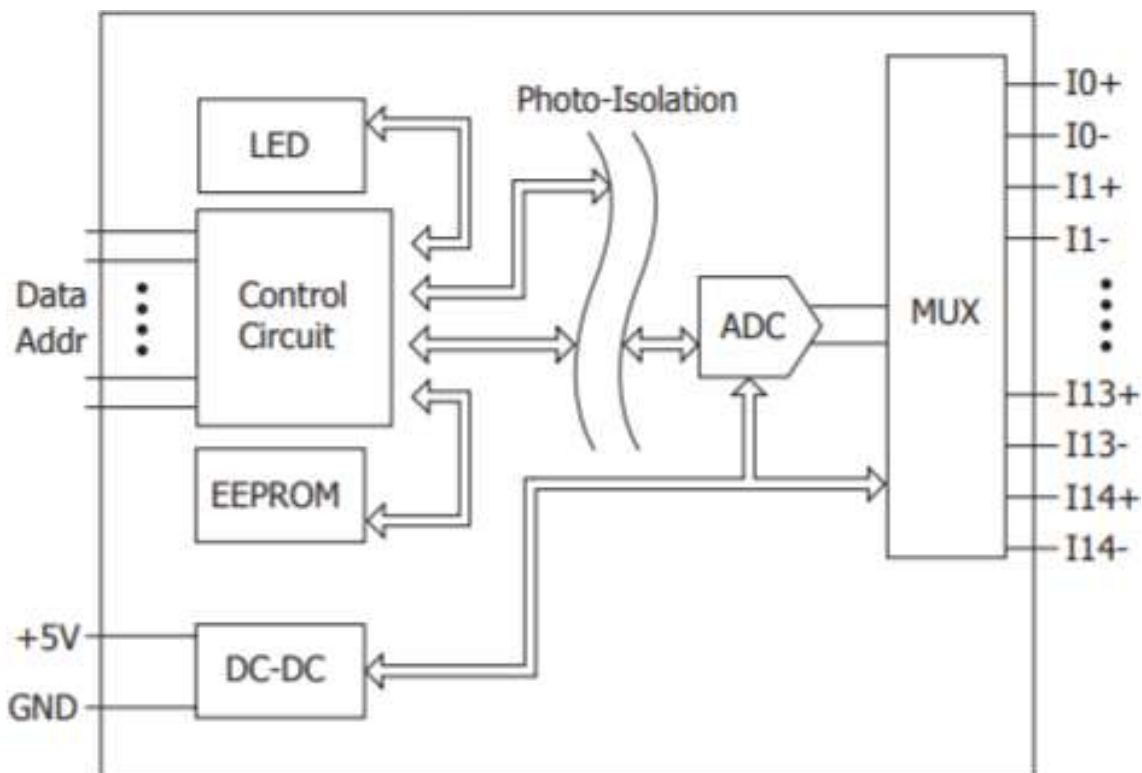 Photo-Isolation
LED
Data
Addr
Control
Circuit
EEPROM
+5V
GND
DC-DC
ADC
MUX
I0+
I0-
I1+
I1-
I13+
I13-
I14+
I14-